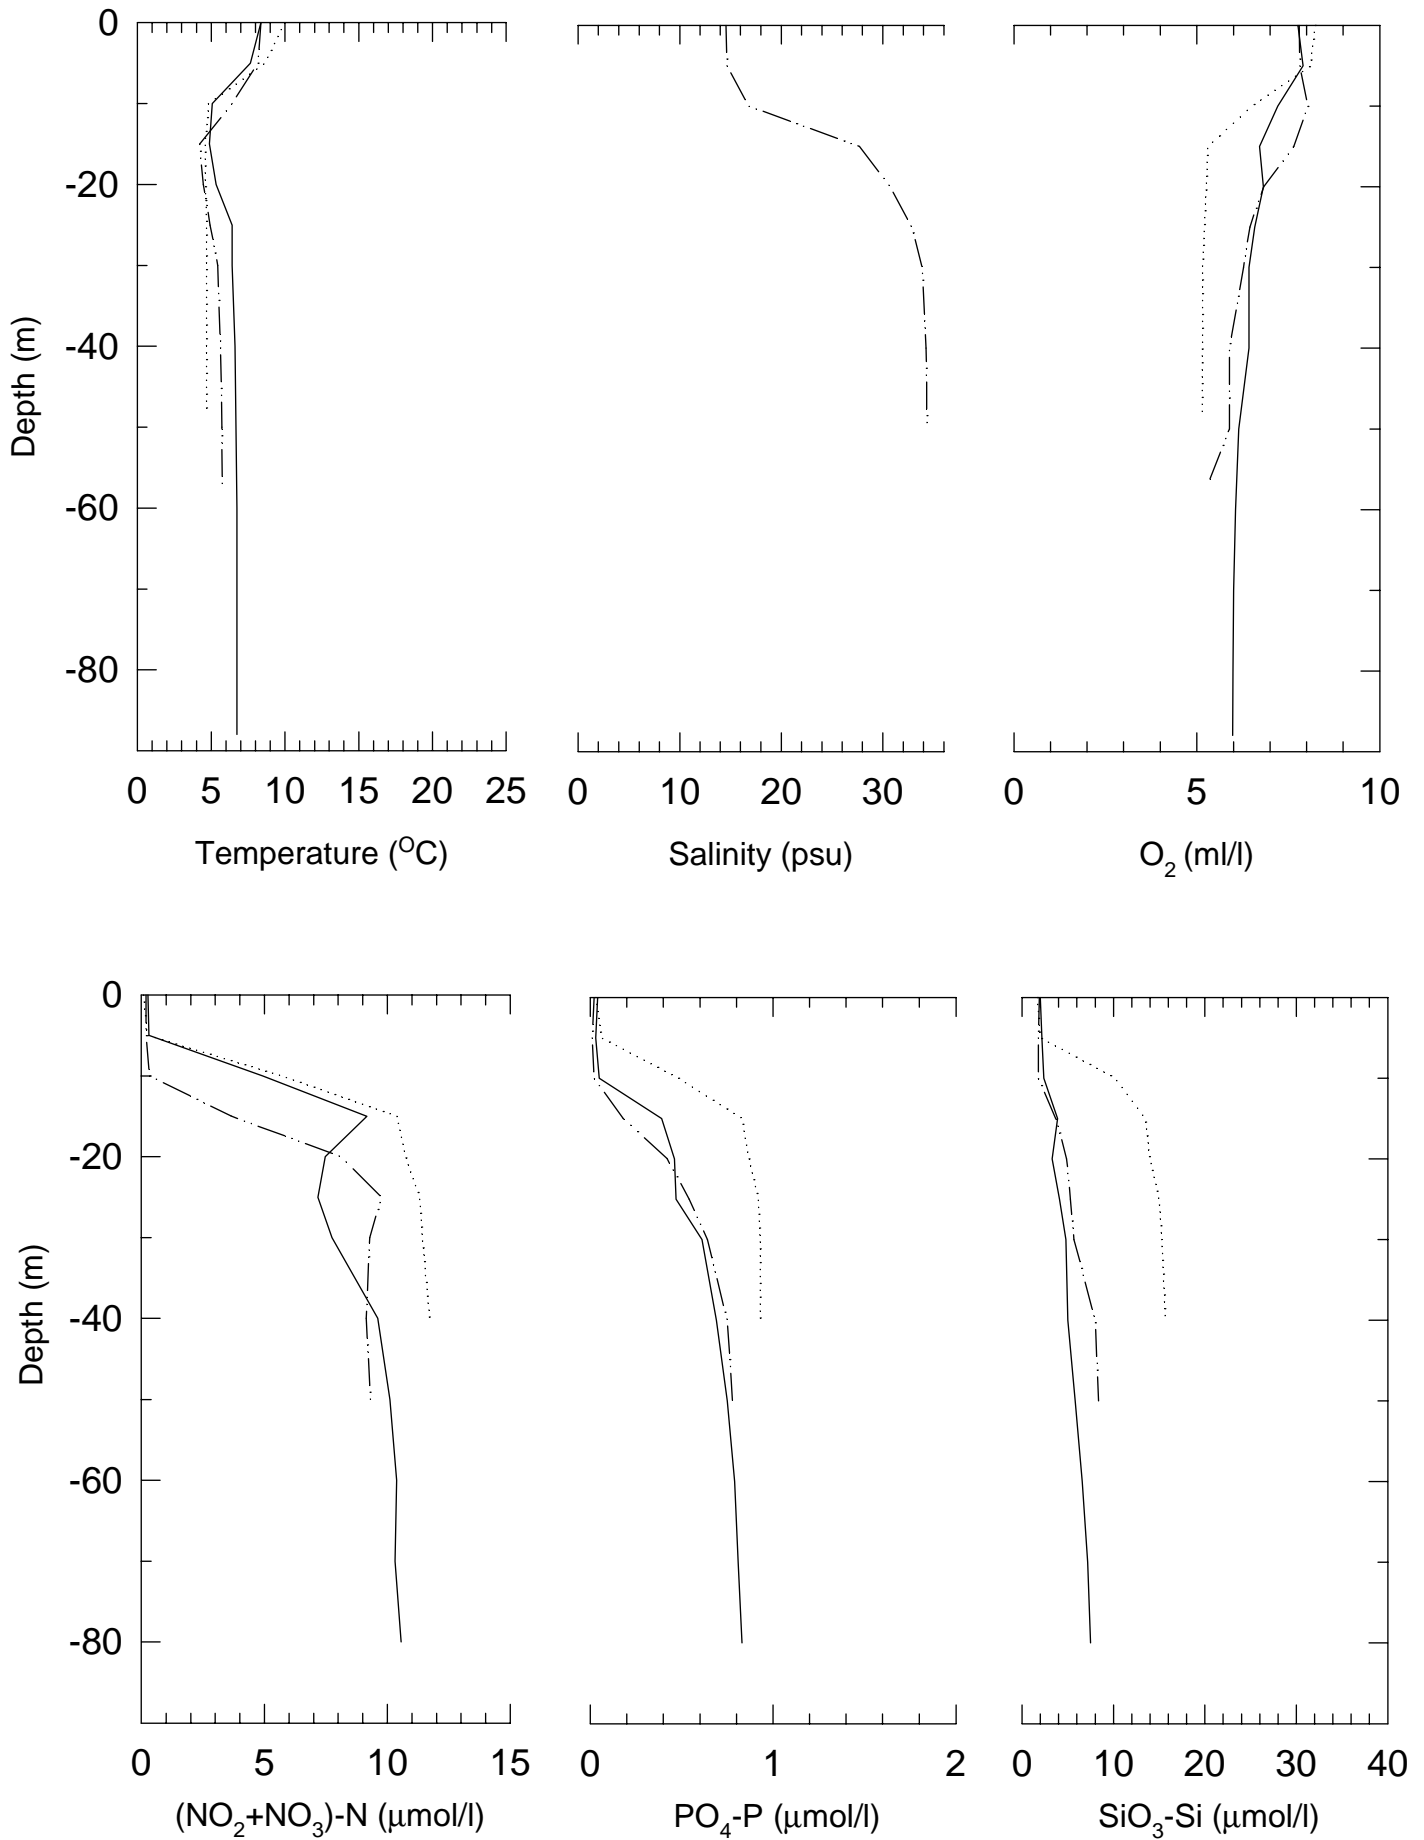 0
-20
-40
-60
-80
Depth (m)
0 5 10 15 20 25
Temperature (ᴼC)
0 10 20 30
Salinity (psu)
0 5 10
O₂ (ml/l)
0
-20
-40
-60
-80
Depth (m)
0 5 10 15
(NO₂+NO₃)-N (μmol/l)
0 1 2
PO₄-P (μmol/l)
0 10 20 30 40
SiO₃-Si (μmol/l)